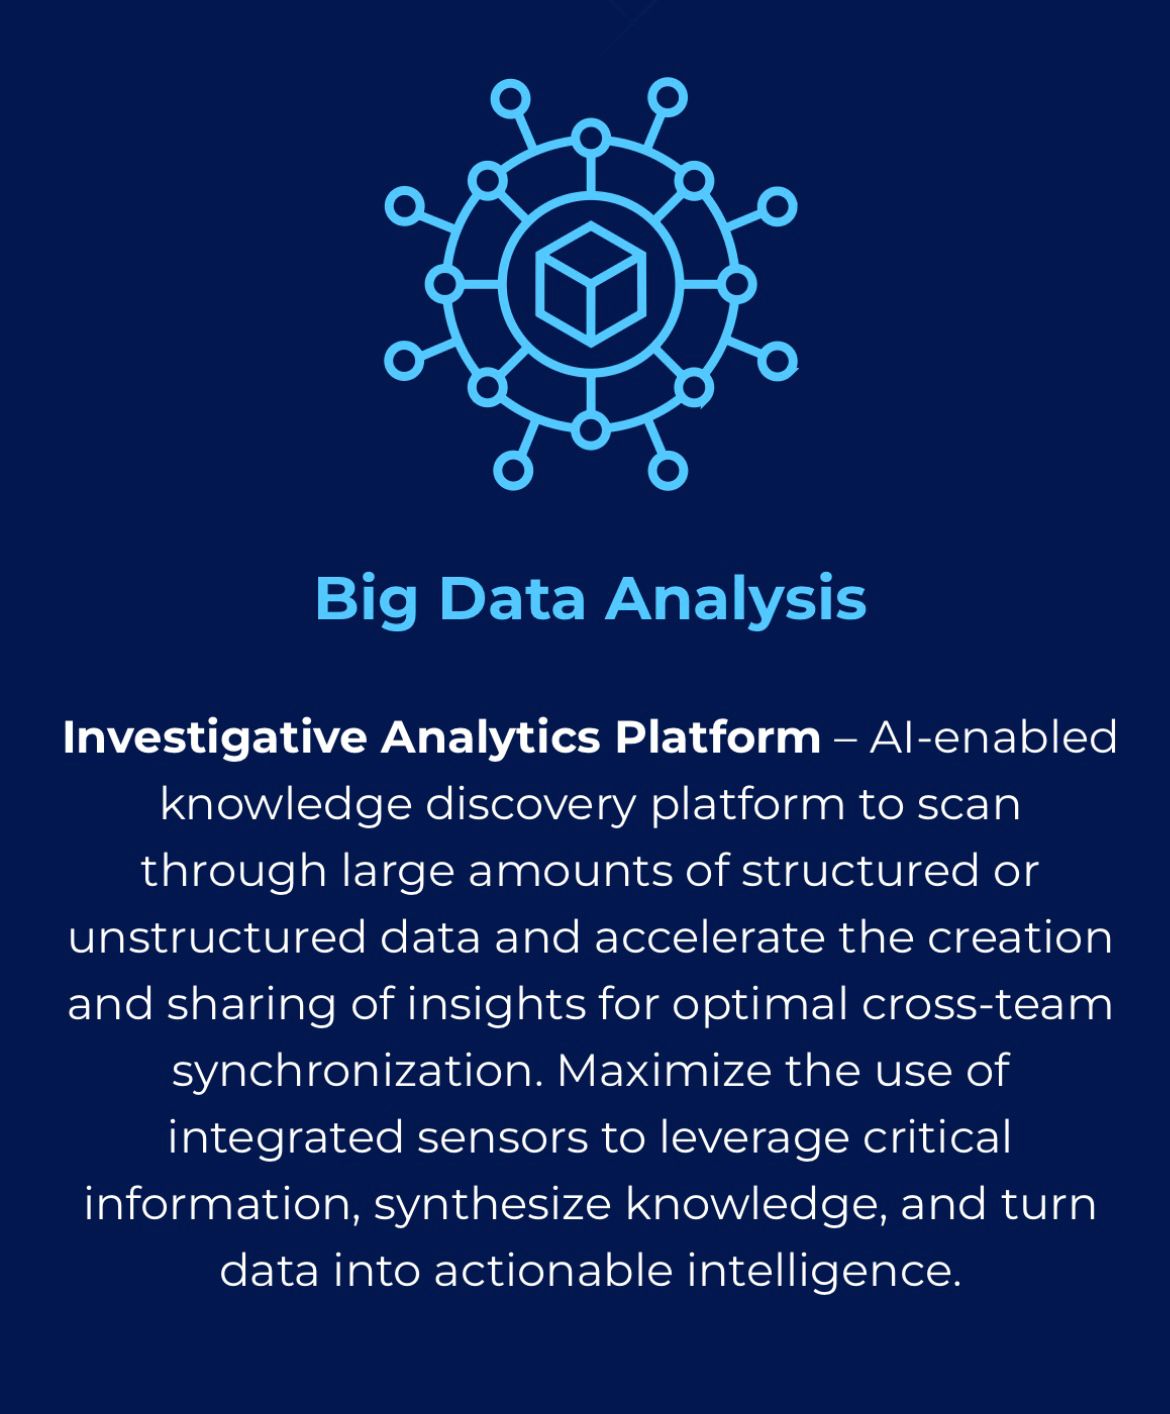 Big Data Analysis
Investigative Analytics Platform – AI-enabled
knowledge discovery platform to scan
through large amounts of structured or
unstructured data and accelerate the creation
and sharing of insights for optimal cross-team
synchronization. Maximize the use of
integrated sensors to leverage critical
information, synthesize knowledge, and turn
data into actionable intelligence.